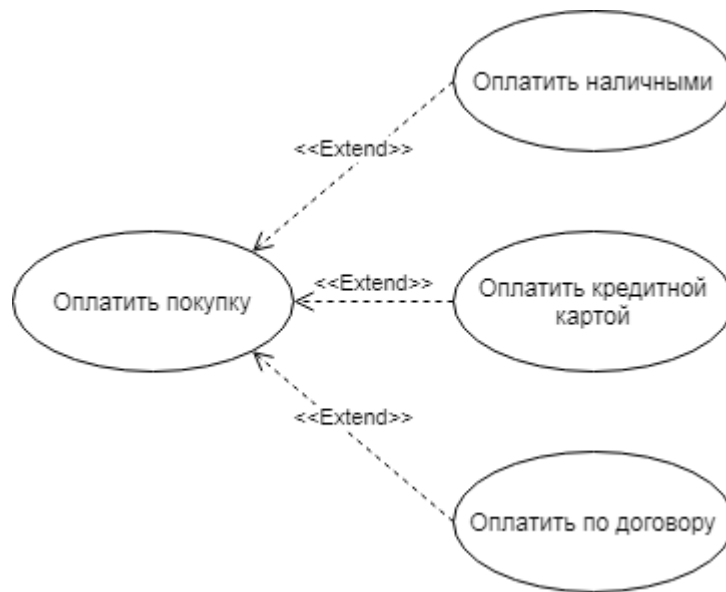 Оплатить наличными
<<Extend>>
<<Extend>>
Оплатить покупку
Оплатить кредитной
картой
<<Extend>>
Оплатить по договору